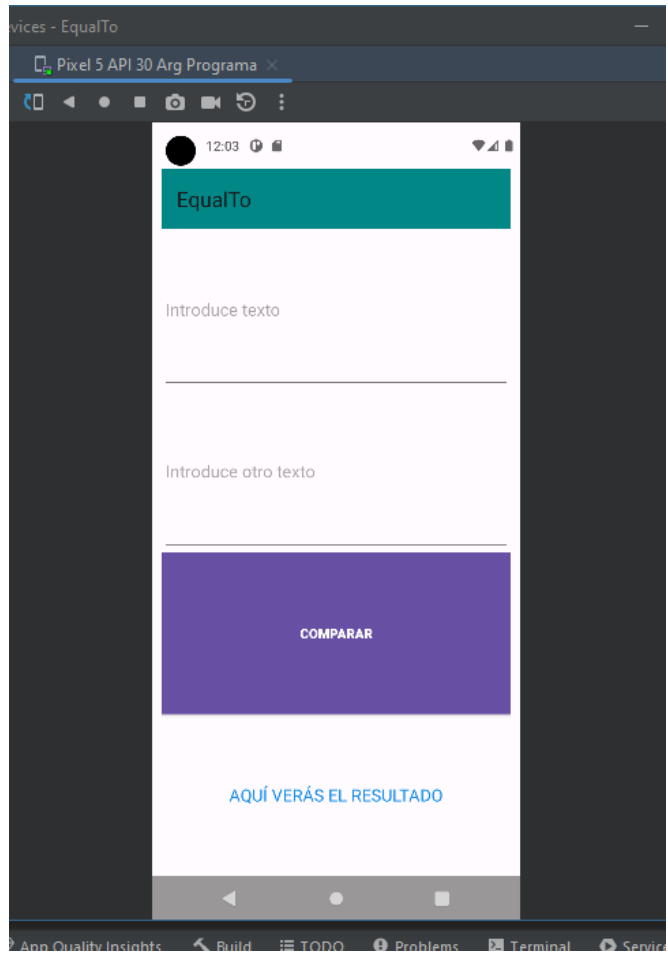 vices - EqualTo
Pixel 5 API 30 Arg Programa
12:03
EqualTo
Introduce texto
Introduce otro texto
COMPARAR
AQUÍ VERÁS EL RESULTADO
App Quality Insights Build TODO Problems Terminal Service